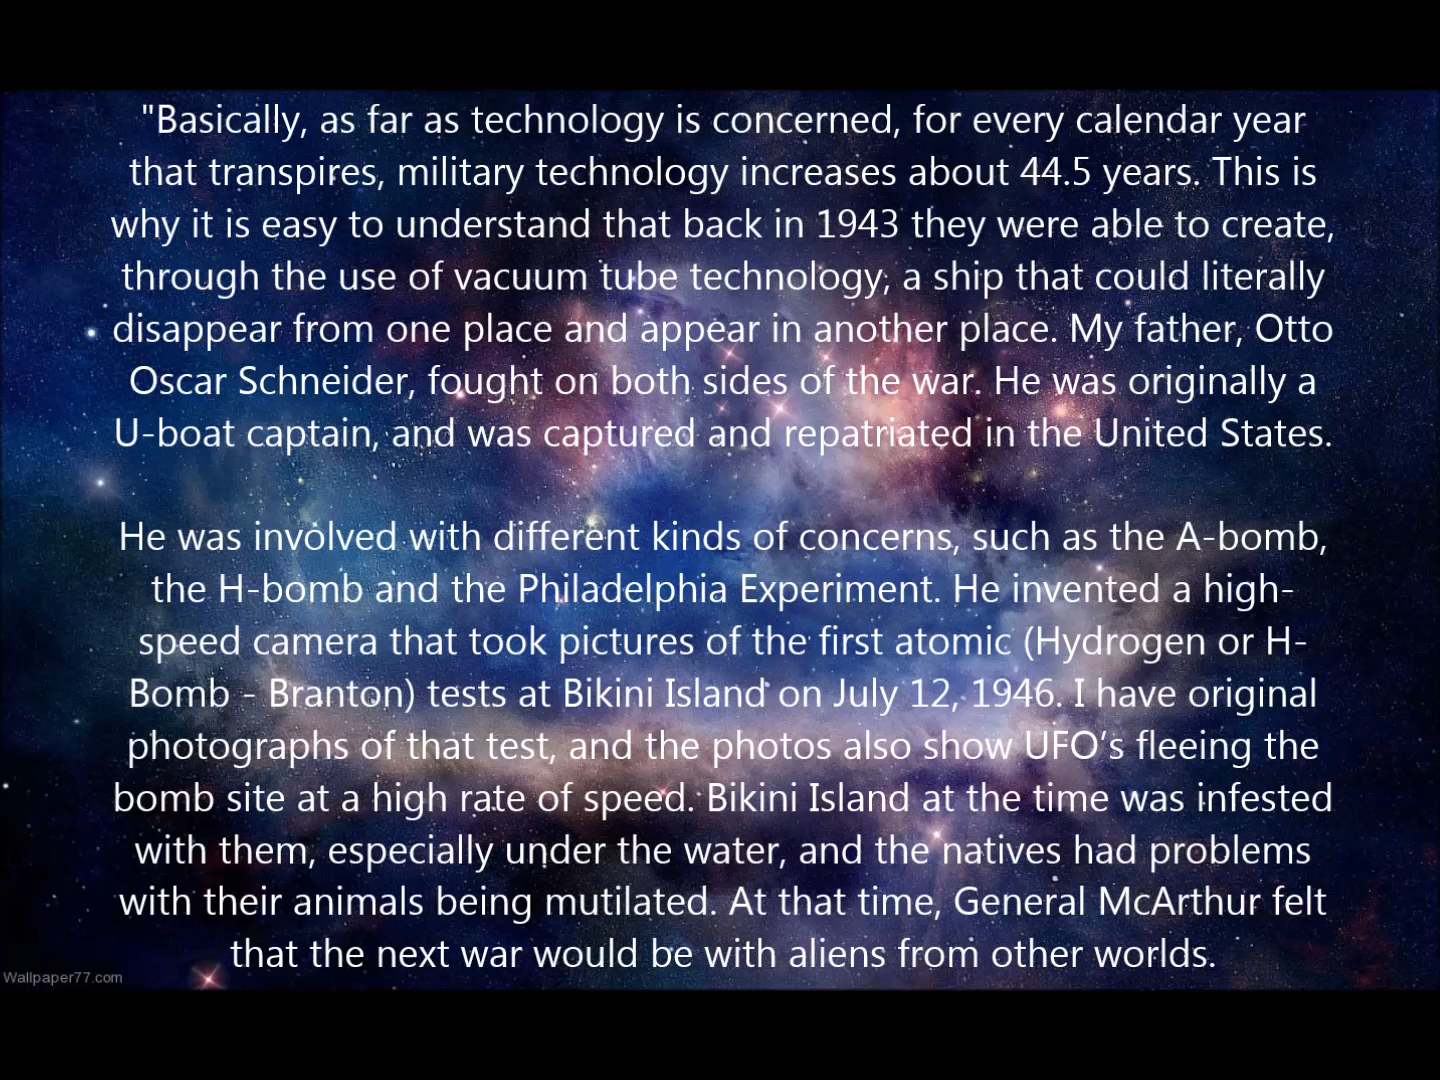 "Basically, as far as technology is concerned, for every calendar year
that transpires, military technology increases about 44.5 years. This is
why it is easy to understand that back in 1943 they were able to create,
through the use of vacuum tube technology, a ship that could literally
disappear from one place and appear in another place. My father, Otto
Oscar Schneider, fought on both sides of the war. He was originally a
U-boat captain, and was captured and repatriated in the United States.
He was involved with different kinds of concerns, such as the A-bomb,
the H-bomb and the Philadelphia Experiment. He invented a high-
speed camera that took pictures of the first atomic (Hydrogen or H-
Bomb - Branton) tests at Bikini Island on July 12, 1946. I have original
photographs of that test, and the photos also show UFO’s fleeing the
bomb site at a high rate of speed. Bikini Island at the time was infested
with them, especially under the water, and the natives had problems
with their animals being mutilated. At that time, General McArthur felt
that the next war would be with aliens from other worlds.
Wallpaper77.com